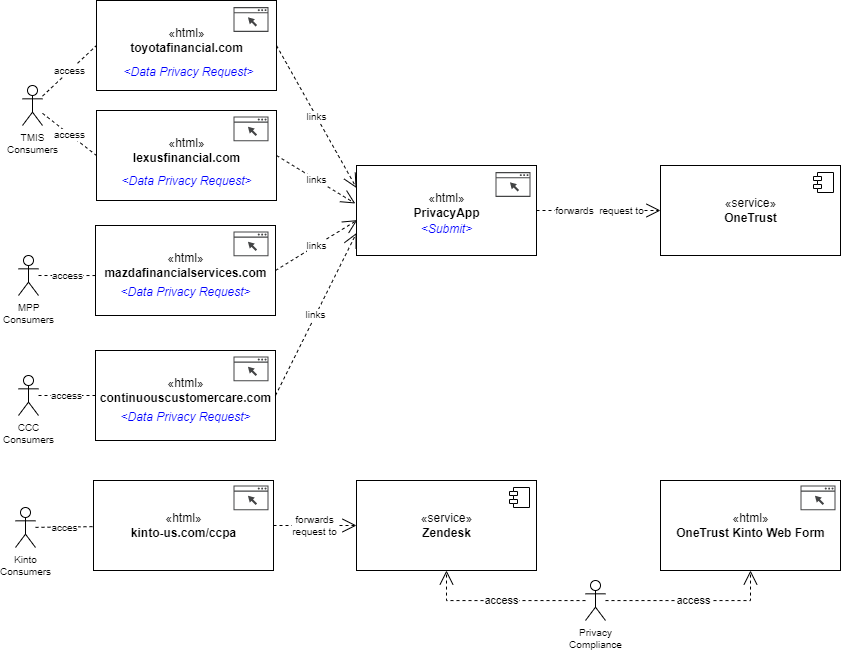 «html»
toyotafinancial.com
<Data Privacy Request>
access
TMIS
Consumers
access
«html»
lexusfinancial.com
<Data Privacy Request>
links
links
«html»
PrivacyApp
<Submit>
forwards request to
«service»
OneTrust
MPP
Consumers
access
«html»
mazdafinancialservices.com
<Data Privacy Request>
links
links
CCC
Consumers
access
«html»
continuouscustomercare.com
<Data Privacy Request>
Kinto
Consumers
acces
«html»
kinto-us.com/ccpa
forwards
request to
«service»
Zendesk
«html»
OneTrust Kinto Web Form
access
access
Privacy
Compliance